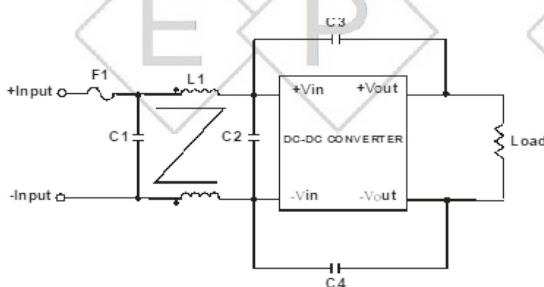 E P
C3
F1
L1
+Input
+Vin
+Vout
C1
C2
DC-DC CONVERTER
Load
-Input
-Vin
-Vout
C4